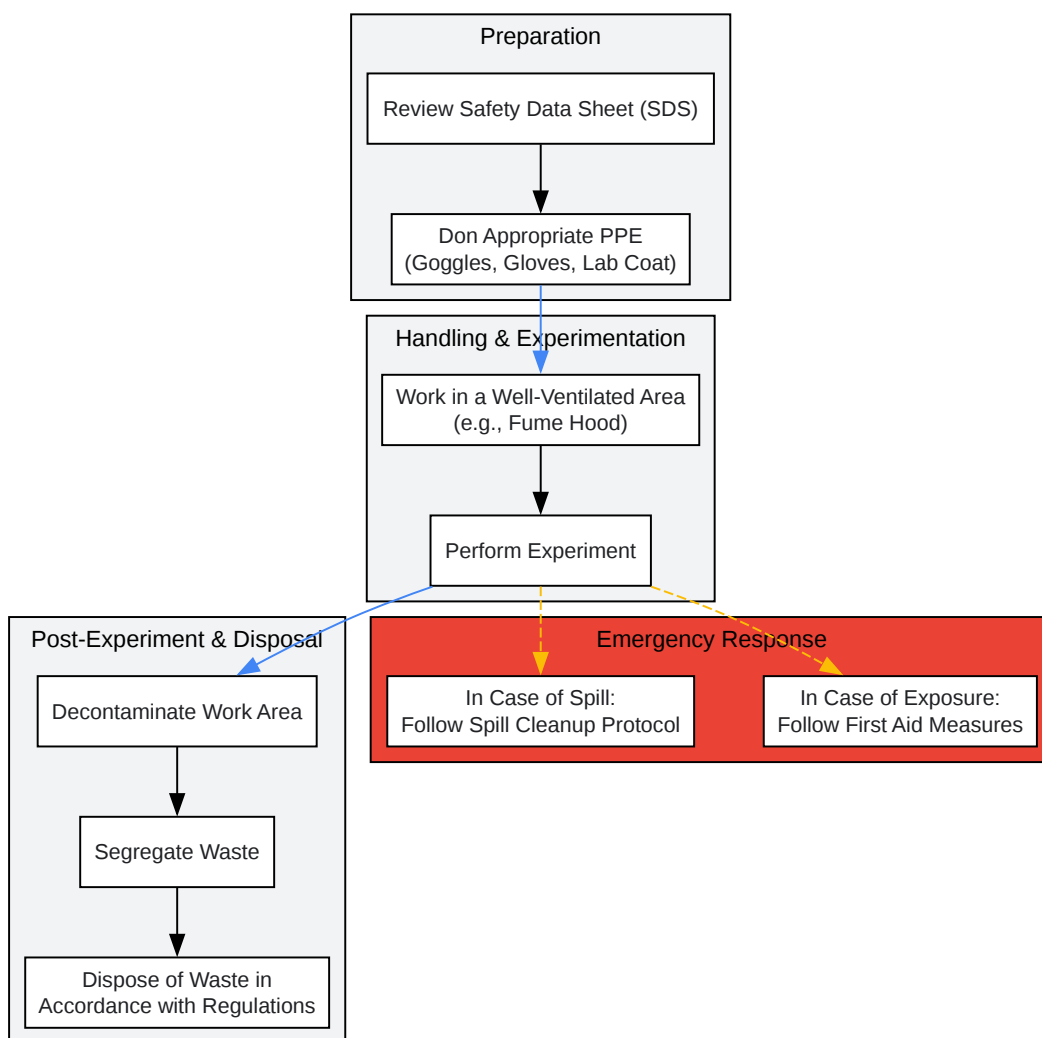 Preparation
Review Safety Data Sheet (SDS)
Don Appropriate PPE
(Goggles, Gloves, Lab Coat)
Handling & Experimentation
Work in a Well-Ventilated Area
(e.g., Fume Hood)
Perform Experiment
Post-Experiment & Disposal
Decontaminate Work Area
Segregate Waste
Dispose of Waste in
Accordance with Regulations
Emergency Response
In Case of Spill:
Follow Spill Cleanup Protocol
In Case of Exposure:
Follow First Aid Measures